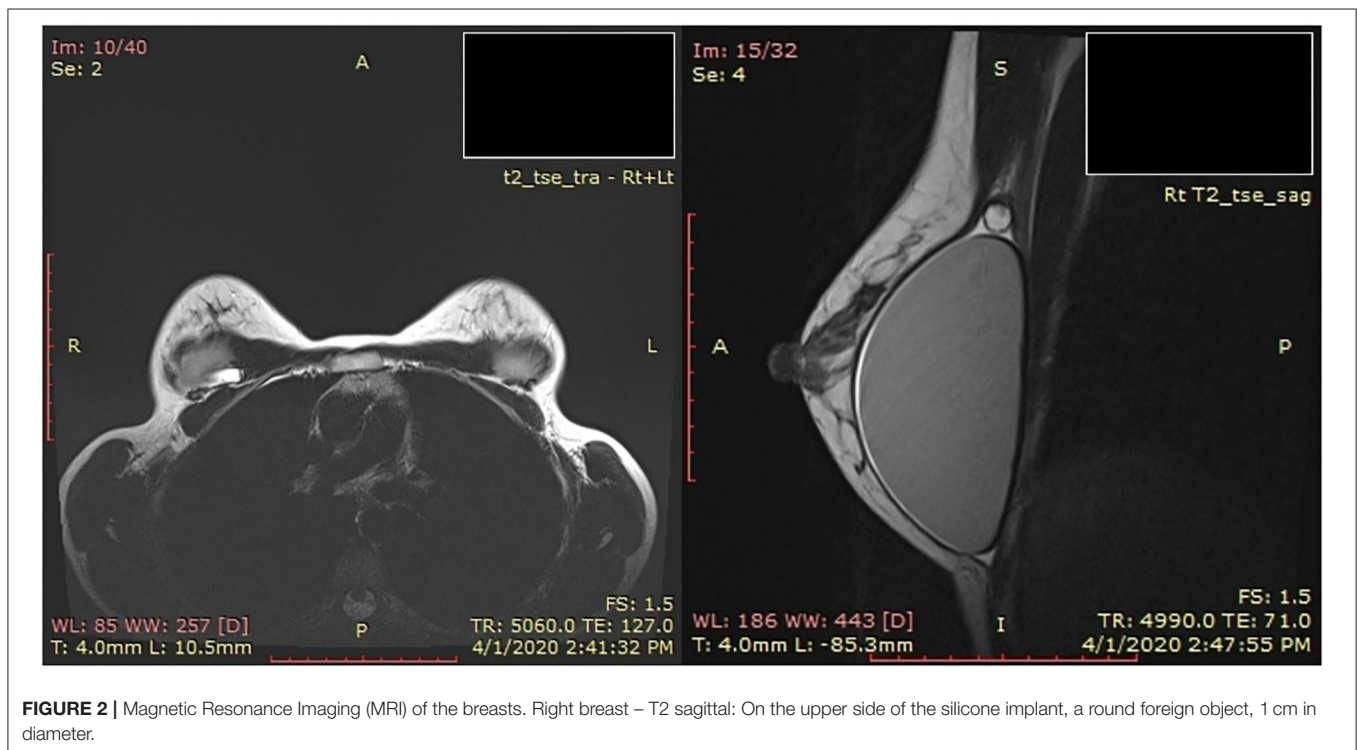 Im: 10/40
Se: 2
A
t2_tse_tra - Rt+Lt
R
L
FS: 1.5
WL: 85 WW: 257 [D]
P
TR: 5060.0 TE: 127.0
T: 4.0mm L: 10.5mm
4/1/2020 2:41:32 PM
Im: 15/32
Se: 4
S
Rt T2_tse_sag
A
P
FS: 1.5
WL: 186 WW: 443 [D]
I
TR: 4990.0 TE: 71.0
T: 4.0mm L: -85.3mm
4/1/2020 2:47:55 PM
FIGURE 2 | Magnetic Resonance Imaging (MRI) of the breasts. Right breast – T2 sagittal: On the upper side of the silicone implant, a round foreign object, 1 cm in
diameter.